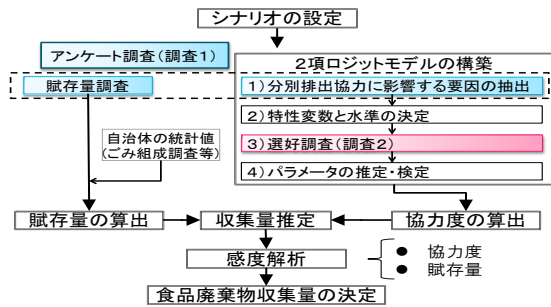 シナリオの設定
アンケート調査(調査1)
賦存量調査
2項ロジットモデルの構築
1)分別排出協力に影響する要因の抽出
2)特性変数と水準の決定
3)選好調査(調査2)
4)パラメータの推定・検定
自治体の統計値
(ごみ組成調査等)
賦存量の算出
収集量推定
協力度の算出
感度解析
● 協力度
● 賦存量
食品廃棄物収集量の決定